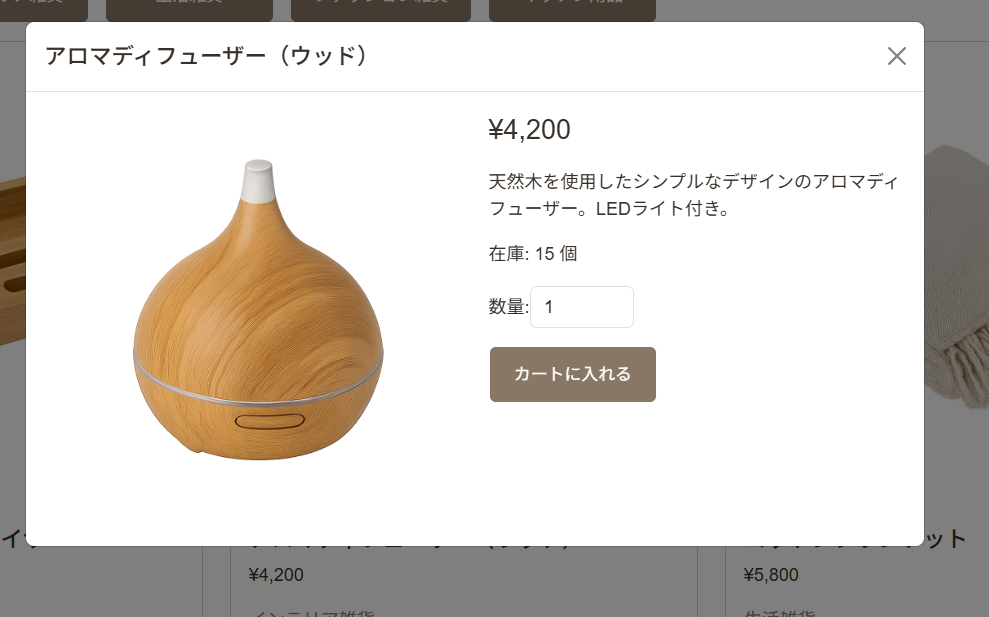 アロマディフューザー（ウッド）
¥4,200
天然木を使用したシンプルなデザインのアロマディ
フューザー。LEDライト付き。
在庫: 15 個
数量: 1
カートに入れる
¥4,200
¥5,800